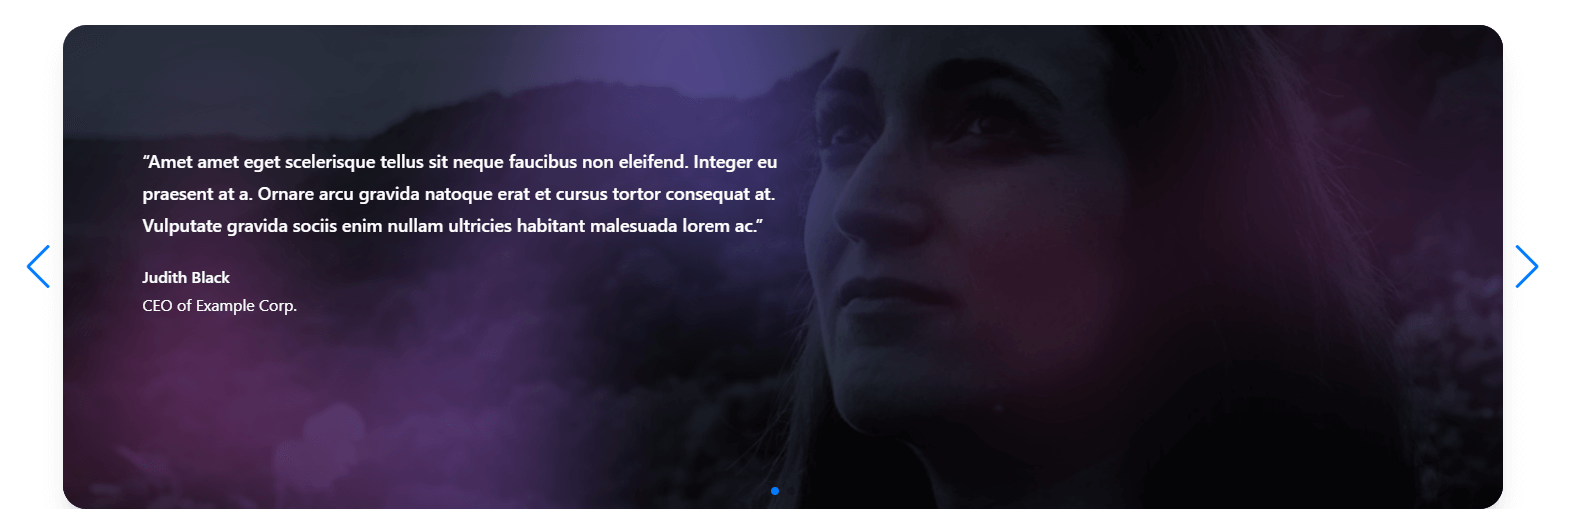 “Amet amet eget scelerisque tellus sit neque faucibus non eleifend. Integer eu
praesent at a. Ornare arcu gravida natoque erat et cursus tortor consequat at.
Vulputate gravida sociis enim nullam ultricies habitant malesuada lorem ac.”
Judith Black
CEO of Example Corp.